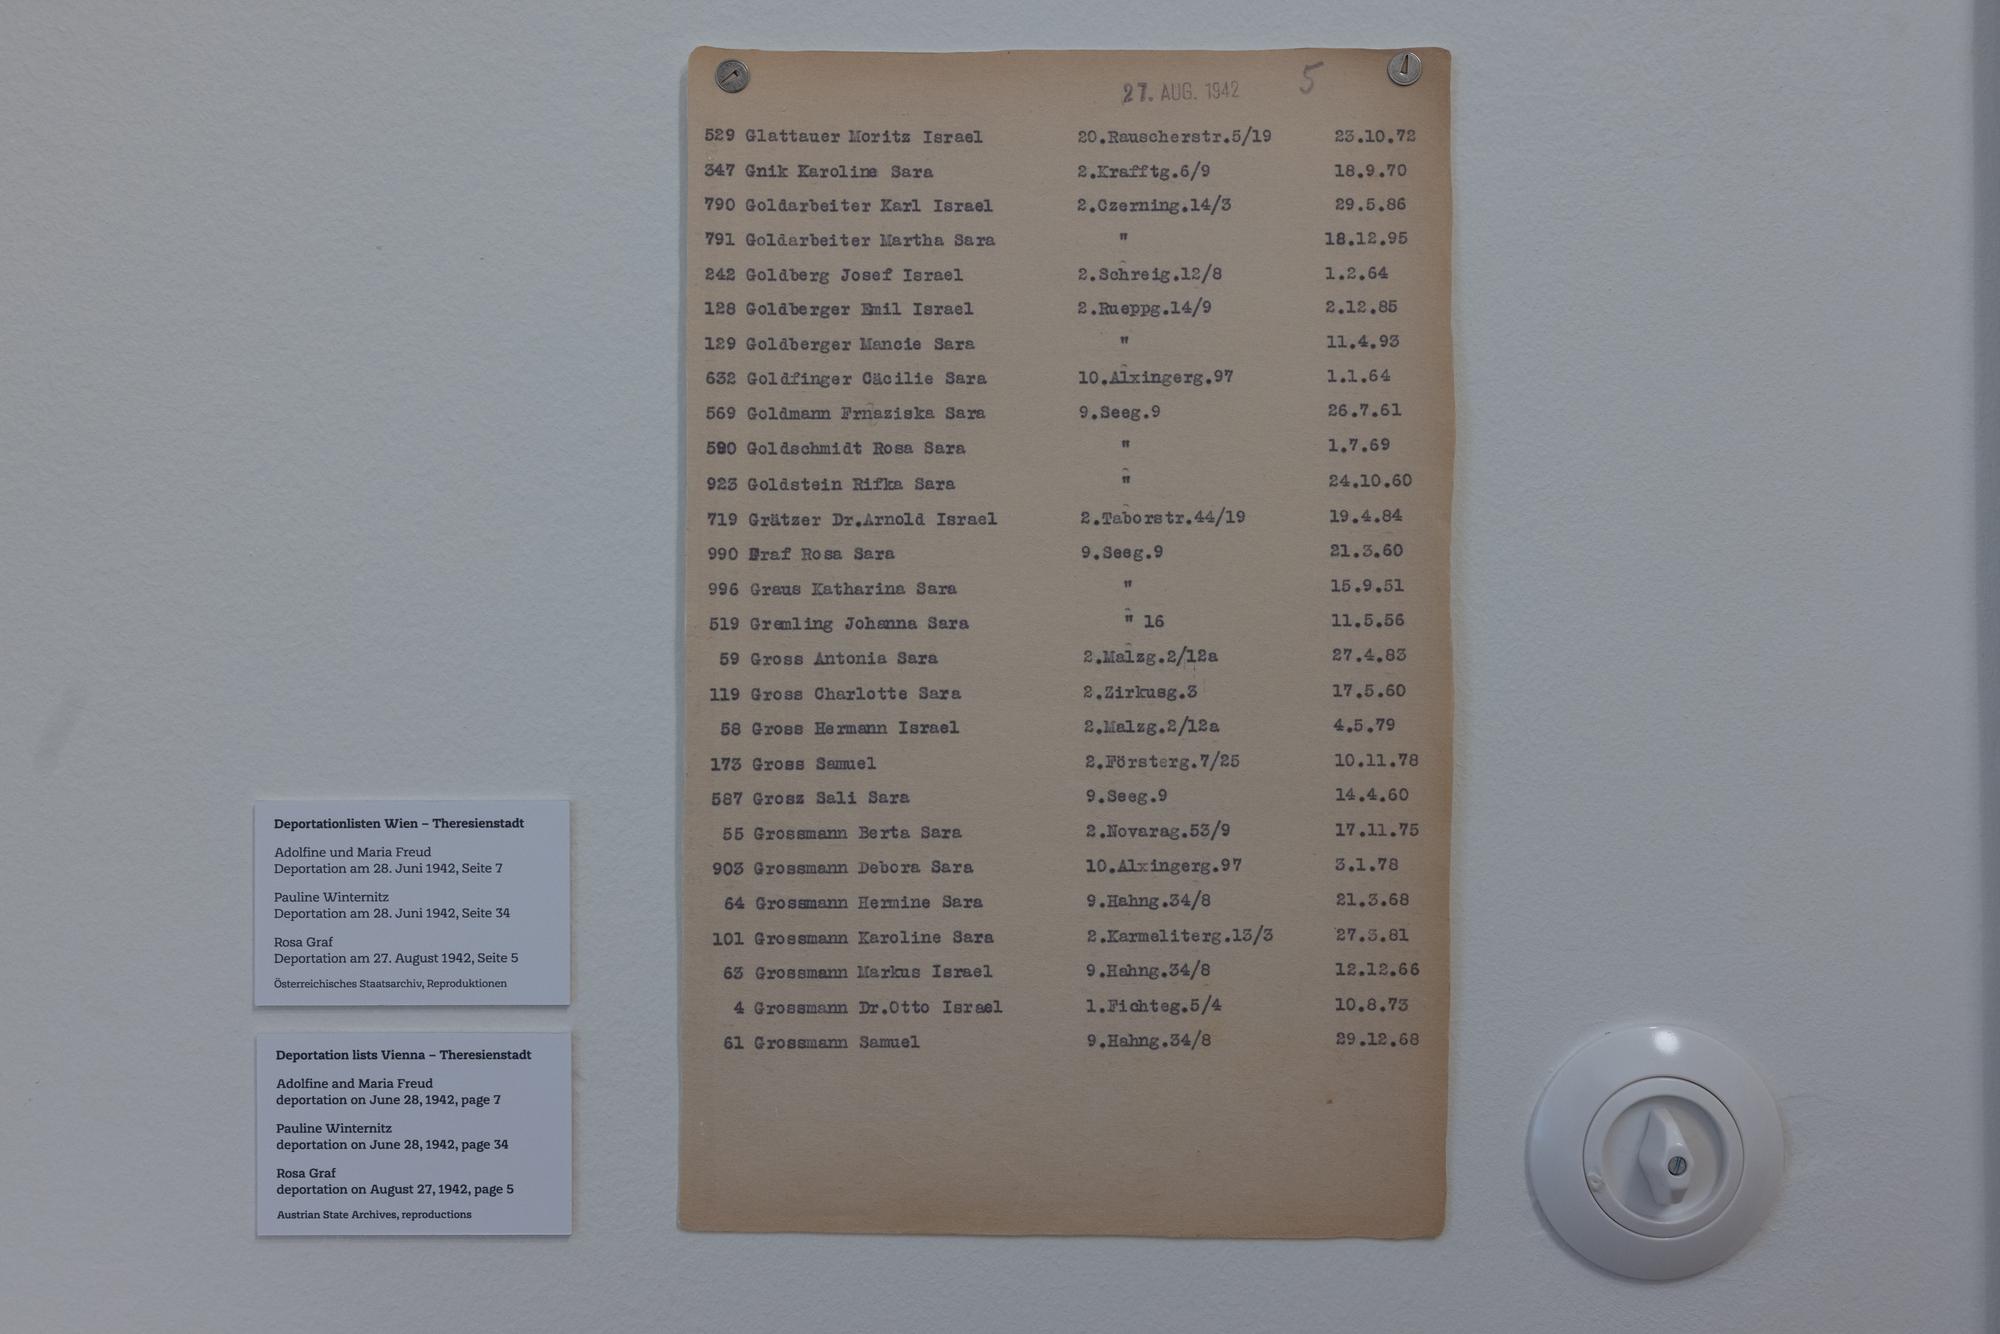 27. AUG. 1942 5
529 Glattauer Moritz Israel 20.Rauscherstr.5/19 23.10.72
347 Gnik Karoline Sara 2.Krafftg.6/9 18.9.70
790 Goldarbeiter Karl Israel 2.Czerning.14/3 29.5.86
791 Goldarbeiter Martha Sara " 18.12.95
242 Goldberg Josef Israel 2.Schreig.12/8 1.2.64
128 Goldberger Emil Israel 2.Rueppg.14/9 2.12.85
129 Goldberger Mancie Sara " 11.4.93
632 Goldfinger Cäcilie Sara 10.Alxingerg.97 1.1.64
569 Goldmann Frnaziska Sara 9.Seeg.9 26.7.61
590 Goldschmidt Rosa Sara " 1.7.69
923 Goldstein Rifka Sara " 24.10.60
719 Grätzer Dr.Arnold Israel 2.Taborstr.44/19 19.4.84
990 Graf Rosa Sara 9.Seeg.9 21.3.60
996 Graus Katharina Sara " 15.9.51
519 Gremling Johanna Sara " 16 11.5.56
59 Gross Antonia Sara 2.Malzg.2/12a 27.4.83
119 Gross Charlotte Sara 2.Zirkusg.3 17.5.60
58 Gross Hermann Israel 2.Malzg.2/12a 4.5.79
173 Gross Samuel 2.Försterg.7/25 10.11.78
587 Grosz Sali Sara 9.Seeg.9 14.4.60
55 Grossmann Berta Sara 2.Novarag.53/9 17.11.75
903 Grossmann Debora Sara 10.Alxingerg.97 3.1.78
64 Grossmann Hermine Sara 9.Hahng.34/8 21.3.68
101 Grossmann Karoline Sara 2.Karmeliterg.13/3 27.3.81
63 Grossmann Markus Israel 9.Hahng.34/8 12.12.66
4 Grossmann Dr.Otto Israel 1.Fichteg.5/4 10.8.73
61 Grossmann Samuel 9.Hahng.34/8 29.12.68
Deportationlisten Wien – Theresienstadt
Adolfine und Maria Freud
Deportation am 28. Juni 1942, Seite 7
Pauline Winternitz
Deportation am 28. Juni 1942, Seite 34
Rosa Graf
Deportation am 27. August 1942, Seite 5
Österreichisches Staatsarchiv, Reproduktionen
Deportation lists Vienna – Theresienstadt
Adolfine and Maria Freud
deportation on June 28, 1942, page 7
Pauline Winternitz
deportation on June 28, 1942, page 34
Rosa Graf
deportation on August 27, 1942, page 5
Austrian State Archives, reproductions